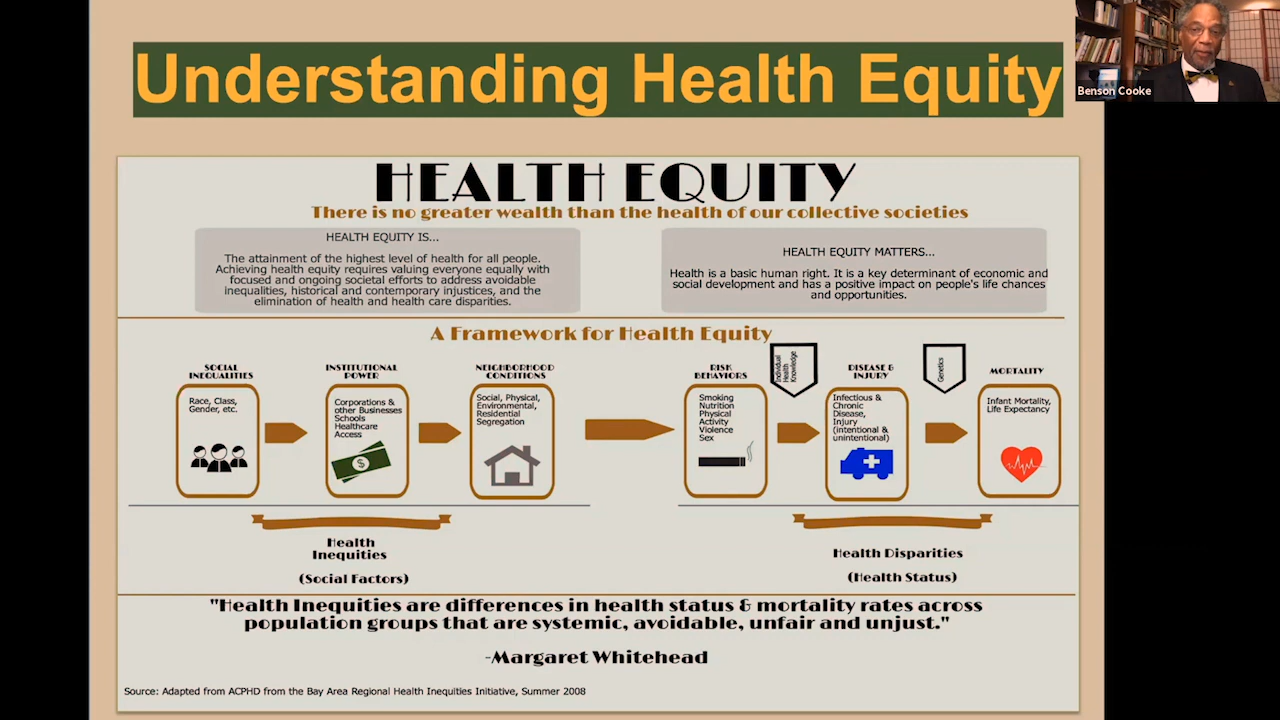 Understanding Health Equity
Benson Cooke
HEALTH EQUITY
There is no greater wealth than the health of our collective societies
HEALTH EQUITY IS...
The attainment of the highest level of health for all people.
Achieving health equity requires valuing everyone equally with
focused and ongoing societal efforts to address avoidable
inequalities, historical and contemporary injustices, and the
elimination of health and health care disparities.
HEALTH EQUITY MATTERS...
Health is a basic human right. It is a key determinant of economic and
social development and has a positive impact on people's life chances
and opportunities.
A Framework for Health Equity
SOCIAL
INEQUALITIES
Race, Class,
Gender, etc.
INSTITUTIONAL
POWER
Corporations &
other Businesses
Schools
Healthcare
Access
$
NEIGHBORHOOD
CONDITIONS
Social, Physical,
Environmental,
Residential
Segregation
RISK
BEHAVIORS
Smoking
Nutrition
Physical
Activity
Violence
Sex
Individual
Health
Knowledge
DISEASE &
INJURY
Infectious &
Chronic
Disease,
Injury
(intentional &
unintentional)
Genetics
MORTALITY
Infant Mortality,
Life Expectancy
Health
Inequities
(Social Factors)
Health Disparities
(Health Status)
"Health Inequities are differences in health status & mortality rates across
population groups that are systemic, avoidable, unfair and unjust."
-Margaret Whitehead
Source: Adapted from ACPHD from the Bay Area Regional Health Inequities Initiative, Summer 2008